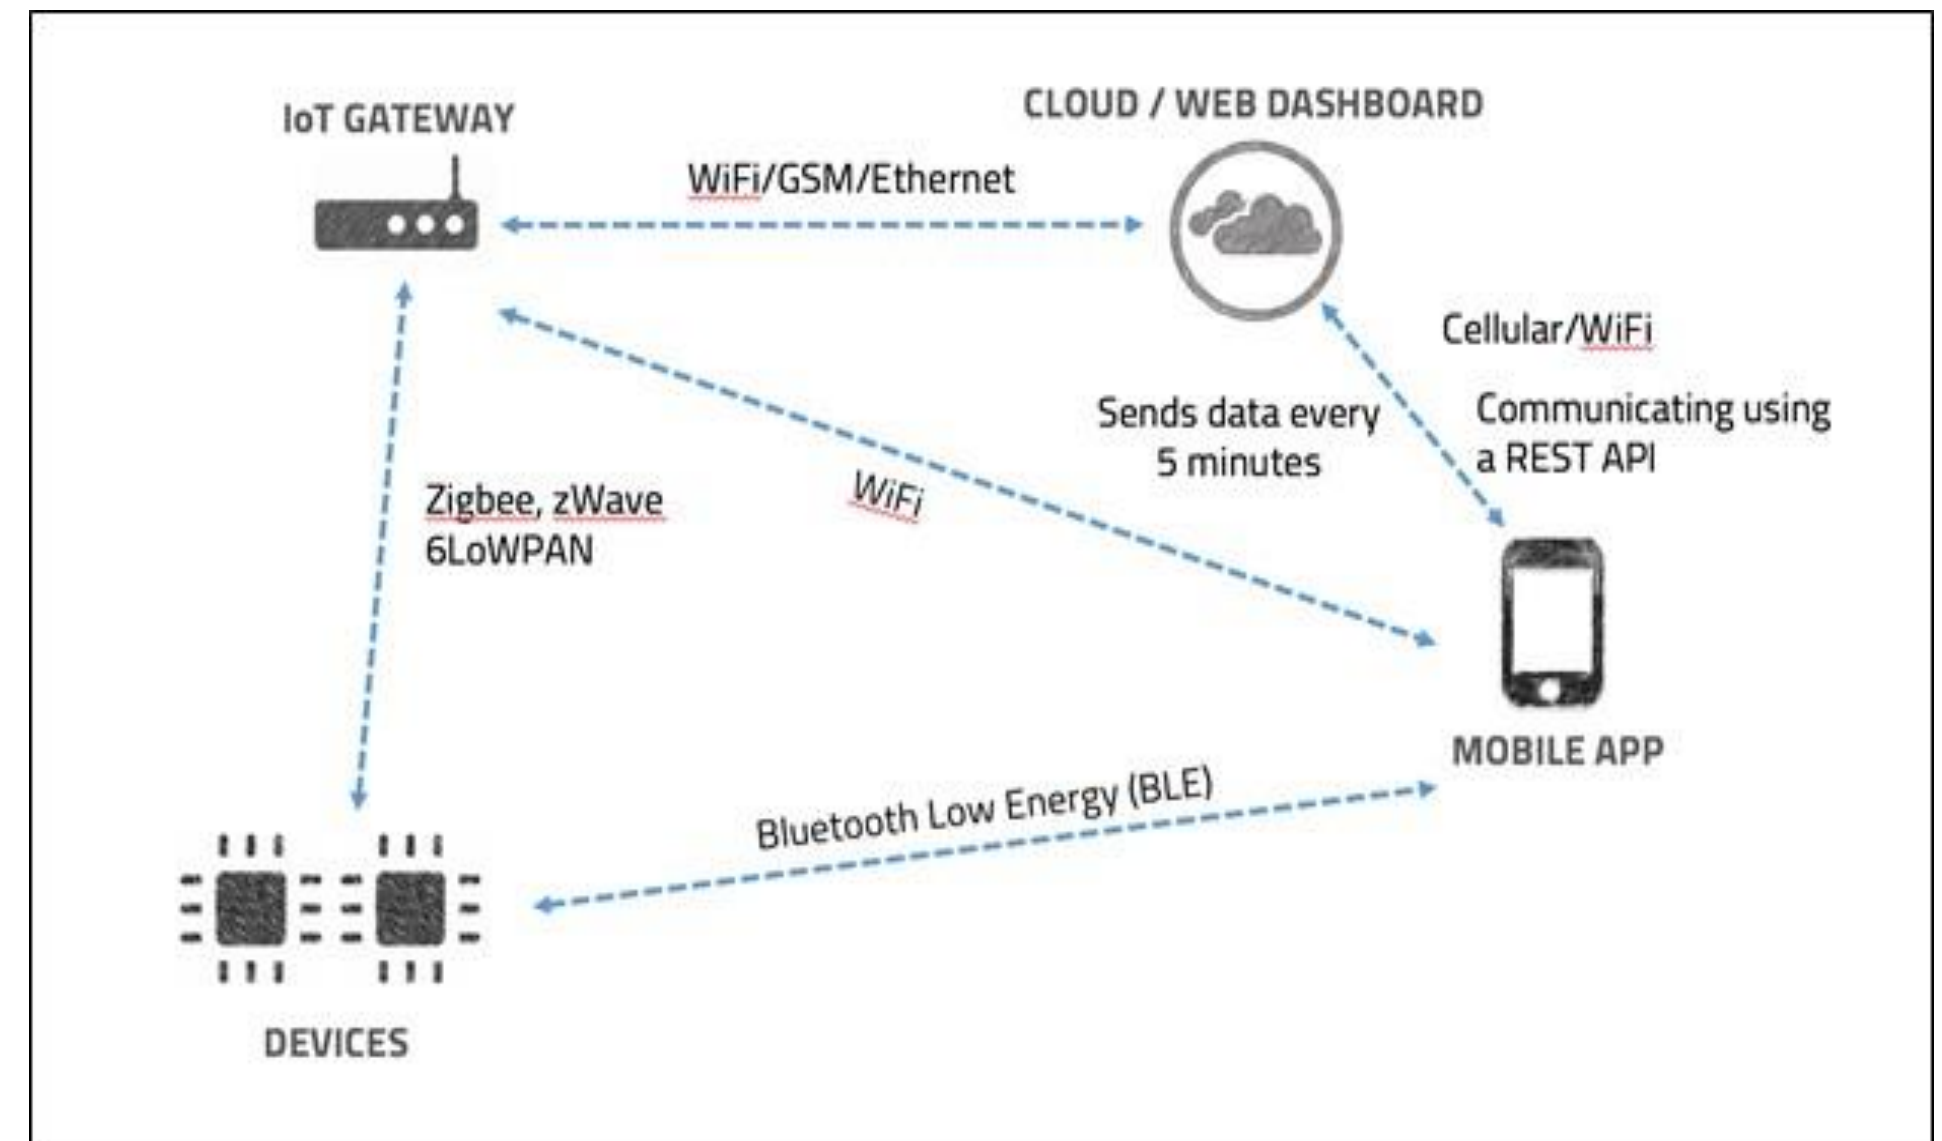 IoT GATEWAY
CLOUD / WEB DASHBOARD
WiFi/GSM/Ethernet
Cellular/WiFi
Sends data every
5 minutes
Communicating using
a REST API
WiFi
Zigbee, zWave
6LoWPAN
MOBILE APP
Bluetooth Low Energy (BLE)
DEVICES